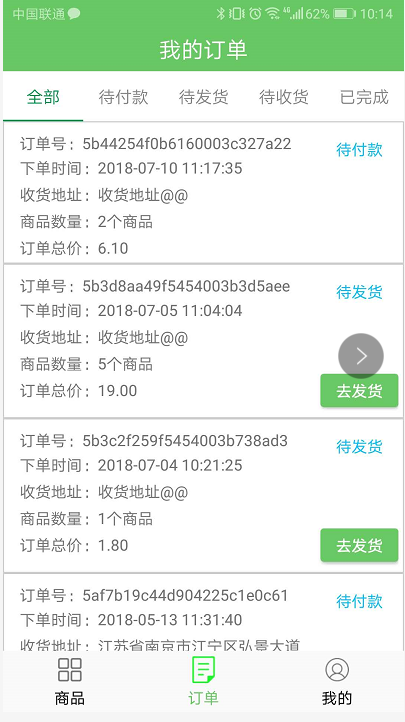 中国联通 4G 62% 10:14
我的订单
全部 待付款 待发货 待收货 已完成
订单号：5b44254f0b6160003c327a22
待付款
下单时间：2018-07-10 11:17:35
收货地址：收货地址@@
商品数量：2个商品
订单总价：6.10
订单号：5b3d8aa49f5454003b3d5aee
待发货
下单时间：2018-07-05 11:04:04
收货地址：收货地址@@
商品数量：5个商品
订单总价：19.00
去发货
订单号：5b3c2f259f5454003b738ad3
待发货
下单时间：2018-07-04 10:21:25
收货地址：收货地址@@
商品数量：1个商品
订单总价：1.80
去发货
订单号：5af7b19c44d904225c1e0c61
待付款
下单时间：2018-05-13 11:31:40
收货地址：江苏省南京市江宁区弘景大道
商品 订单 我的